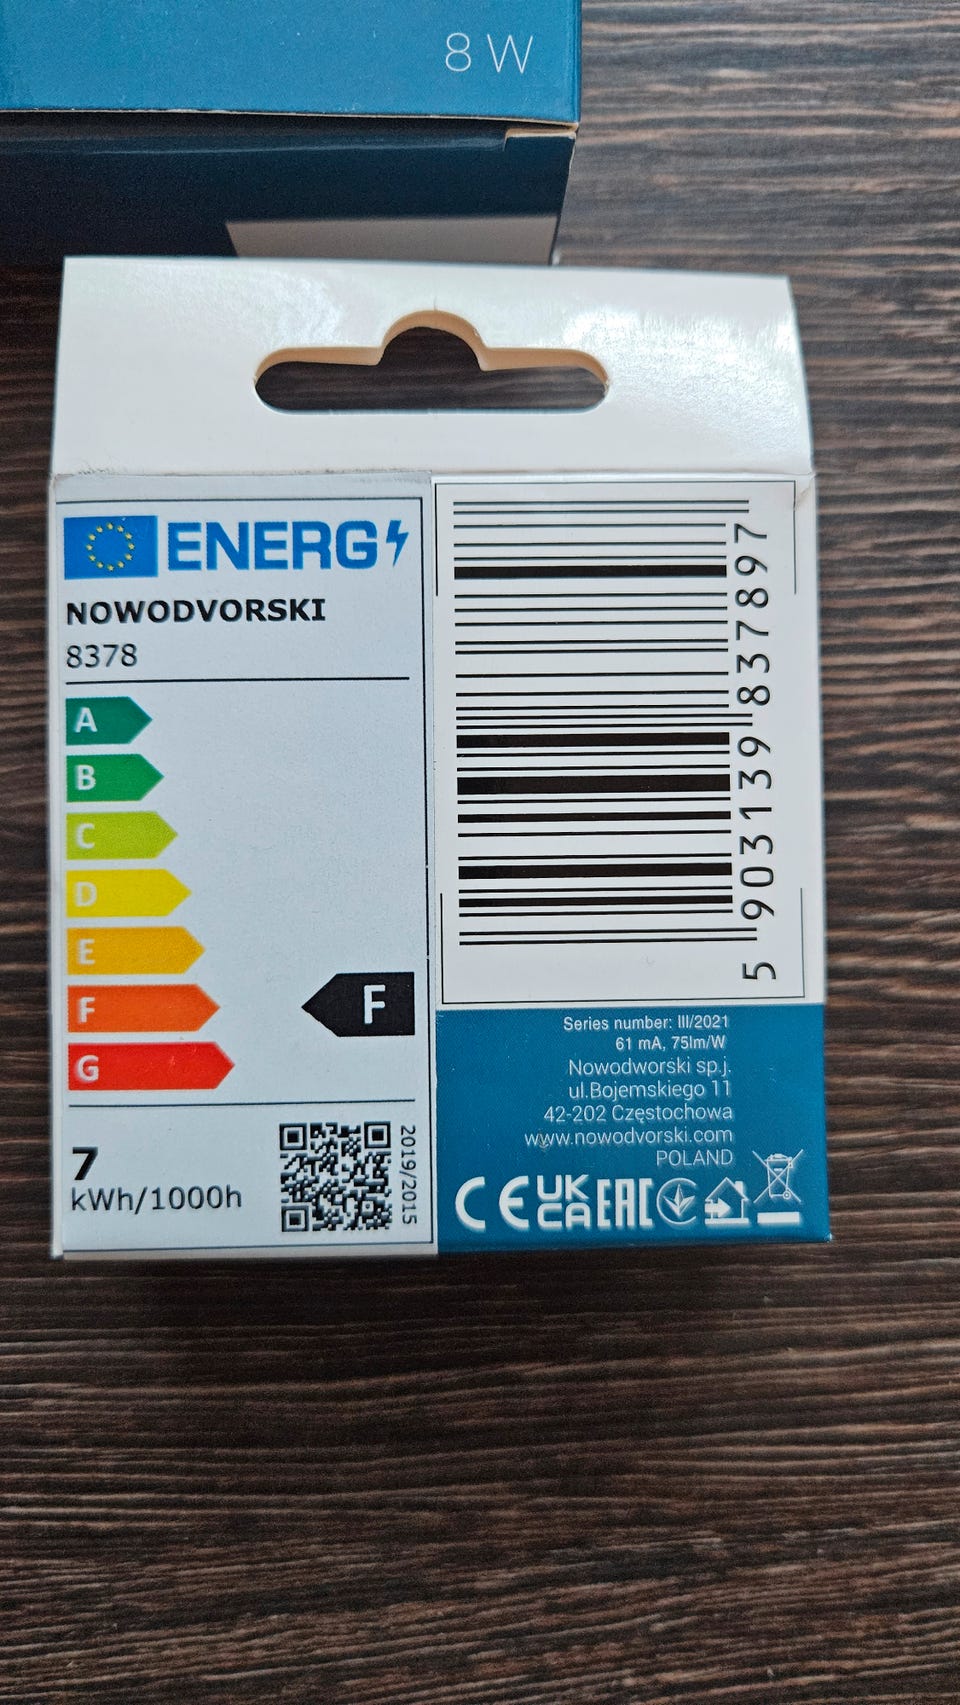 8 W
ENERG
NOWODVORSKI
8378
A
B
C
D
E
F
F
G
7
kWh/1000h
2019/2015
5 903139 837897
Series number: III/2021
61 mA, 75lm/W
Nowodworski sp.j.
ul.Bojemskiego 11
42-202 Częstochowa
www.nowodvorski.com
POLAND
CE UK CA EAC